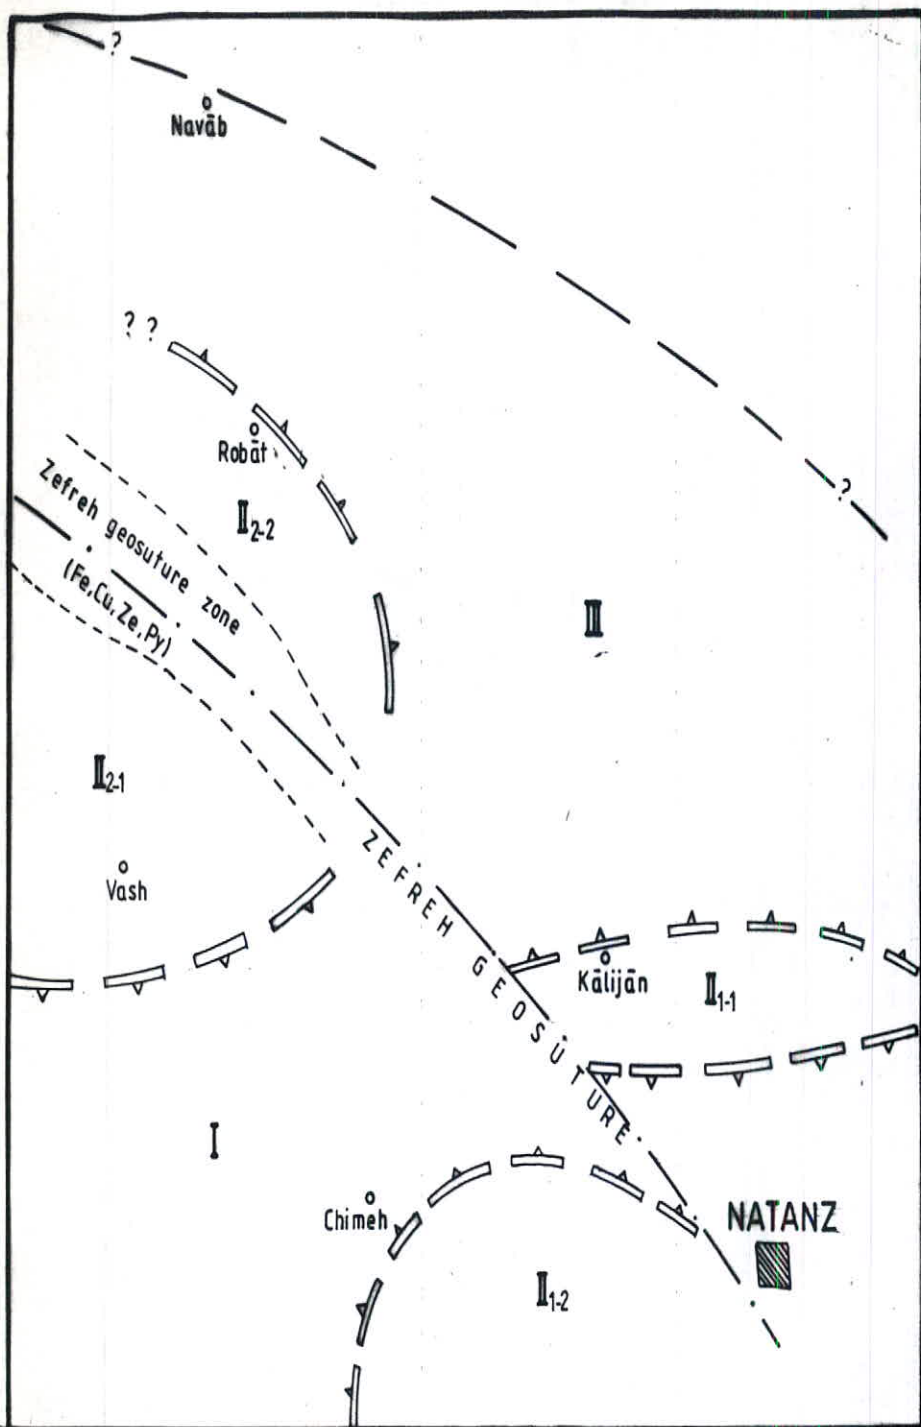 ?
Navāb
? ?
Robāt
II2-2
Zefreh geosuture zone
(Fe,Cu,Ze,Py)
?
II
II2-1
Vash
ZEFREH GEOSUTURE
Kālijān
II1-1
I
Chimeh
NATANZ
II1-2